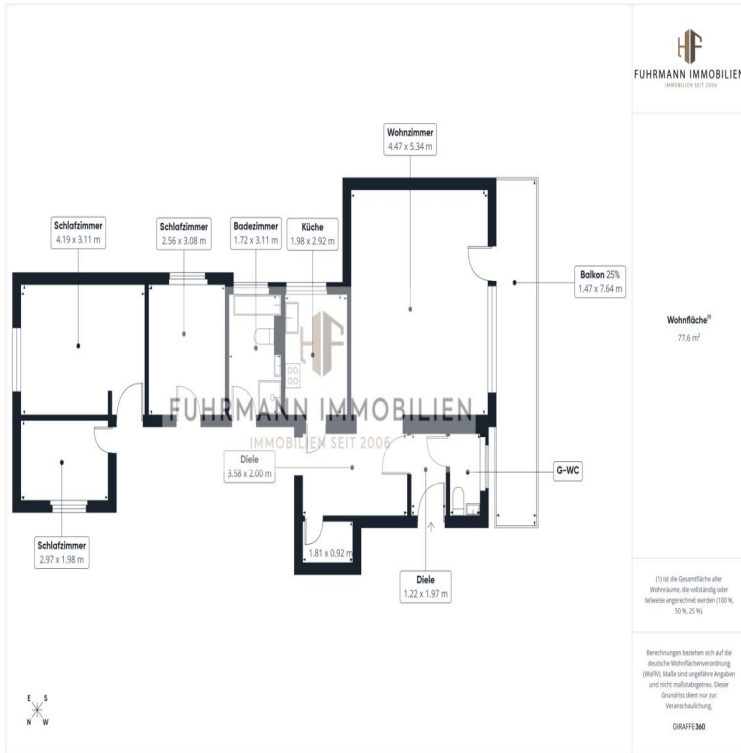 FUHRMANN IMMOBILIEN
IMMOBILIEN SEIT 2006
Wohnzimmer
4.47 x 5.34 m
Schlafzimmer
4.19 x 3.11 m
Schlafzimmer
2.56 x 3.08 m
Badezimmer
1.72 x 3.11 m
Küche
1.98 x 2.92 m
Balkon 25%
1.47 x 7.64 m
Wohnfläche⁽¹⁾
77.6 m²
FUHRMANN IMMOBILIEN
IMMOBILIEN SEIT 2006
Diele
3.58 x 2.00 m
G-WC
Schlafzimmer
2.97 x 1.98 m
1.81 x 0.92 m
Diele
1.22 x 1.97 m
(1) Ist die Gesamtfläche aller
Wohnräume, die vollständig oder
teilweise angerechnet werden (100 %,
50 %, 25 %).
Berechnungen beziehen sich auf die
deutsche Wohnflächenverordnung
(WoFlV). Maße sind ungefähre Angaben
und nicht maßstabsgetreu. Dieser
Grundriss dient nur zur
Veranschaulichung.
GIRAFFE360
E S
N W